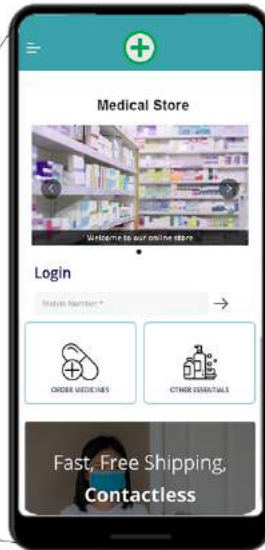 Medical Store
Welcome to our online store
Login
Mobile Number *
ORDER MEDICINES
OTHER ESSENTIALS
Fast, Free Shipping,
Contactless